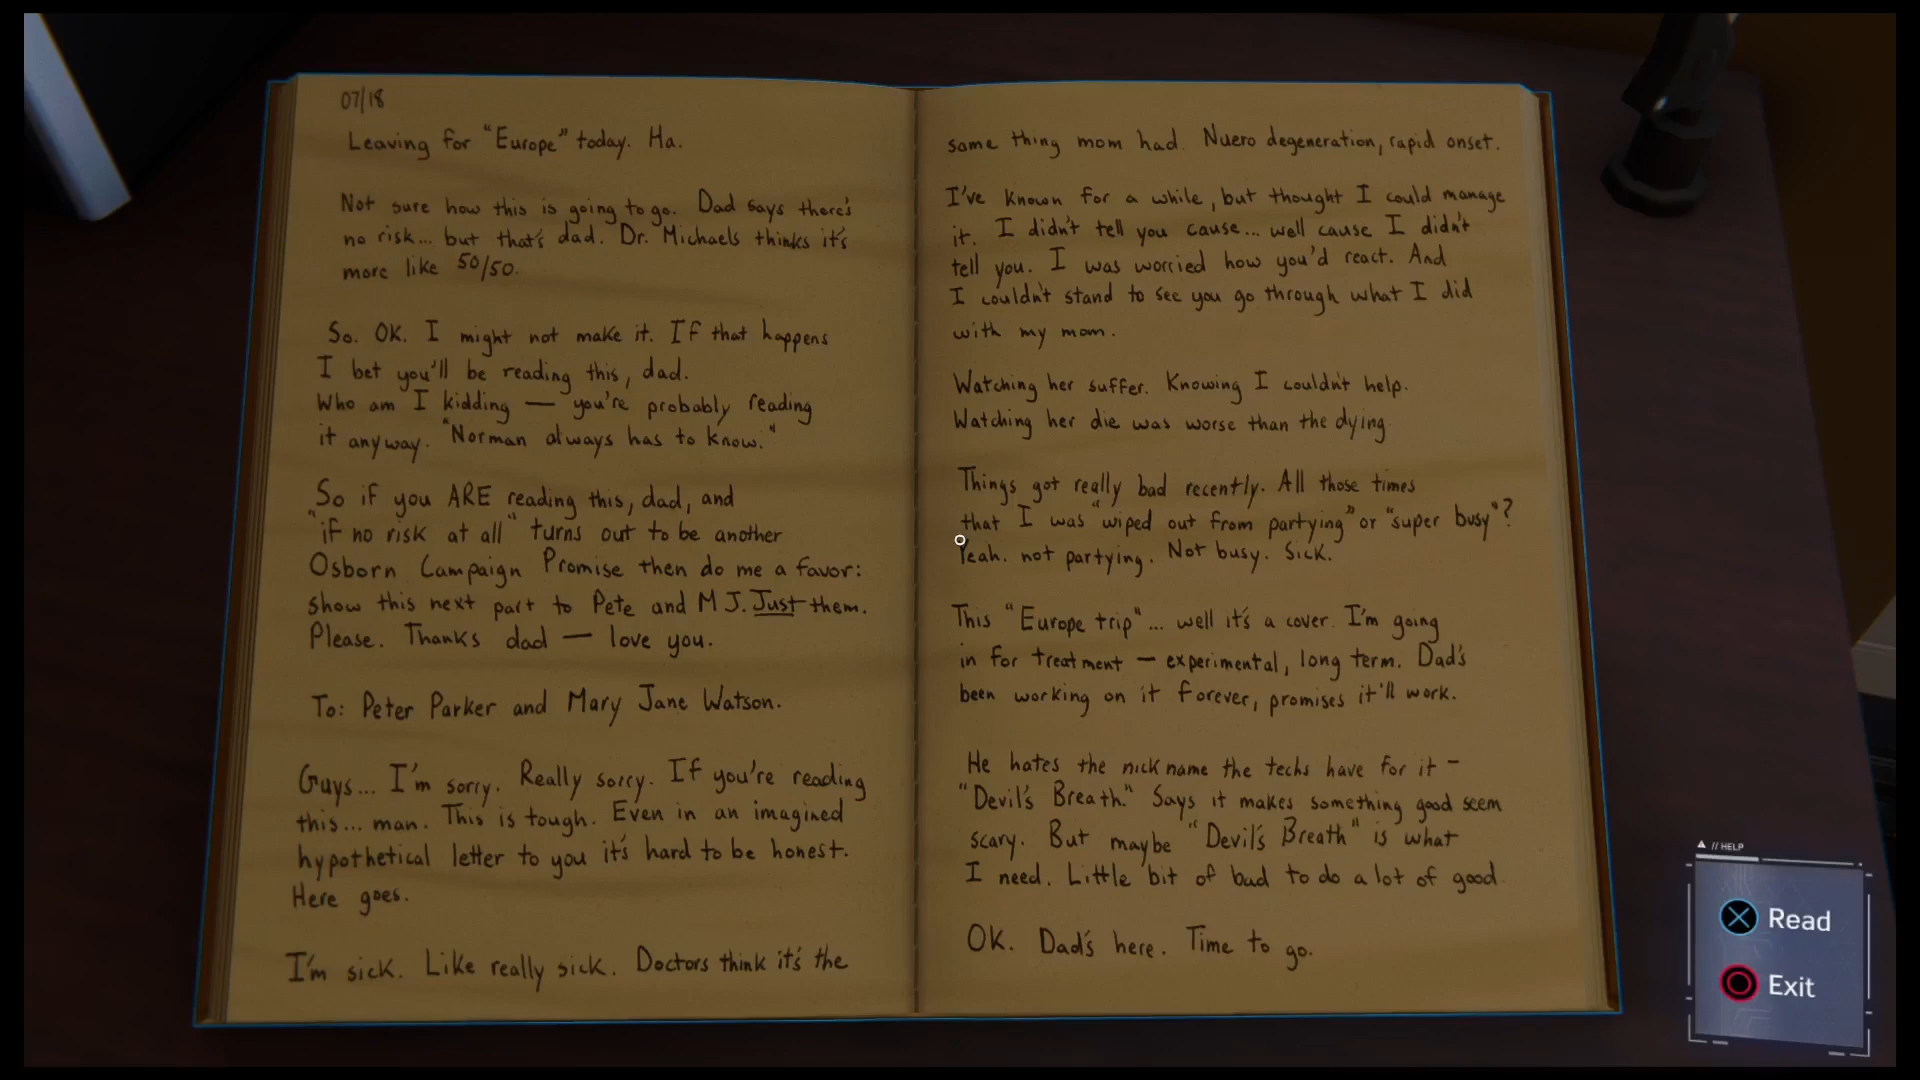 07/18
Leaving for "Europe" today. Ha.
Not sure how this is going to go. Dad says there's
no risk... but that's dad. Dr. Michaels thinks it's
more like 50/50.
So. OK. I might not make it. If that happens
I bet you'll be reading this, dad.
Who am I kidding — you're probably reading
it anyway. "Norman always has to know."
So if you ARE reading this, dad, and
"if no risk at all" turns out to be another
Osborn Campaign Promise then do me a favor:
show this next part to Pete and MJ. Just them.
Please. Thanks dad — love you.
To: Peter Parker and Mary Jane Watson.
Guys... I'm sorry. Really sorry. If you're reading
this... man. This is tough. Even in an imagined
hypothetical letter to you it's hard to be honest.
Here goes.
I'm sick. Like really sick. Doctors think it's the
same thing mom had. Nuero degeneration, rapid onset.
I've known for a while, but thought I could manage
it. I didn't tell you cause... well cause I didn't
tell you. I was worried how you'd react. And
I couldn't stand to see you go through what I did
with my mom.
Watching her suffer. Knowing I couldn't help.
Watching her die was worse than the dying.
Things got really bad recently. All those times
that I was "wiped out from partying" or "super busy"?
Yeah. not partying. Not busy. Sick.
This "Europe trip"... well it's a cover. I'm going
in for treatment — experimental, long term. Dad's
been working on it forever, promises it'll work.
He hates the nickname the techs have for it -
"Devil's Breath." Says it makes something good seem
scary. But maybe "Devil's Breath" is what
I need. Little bit of bad to do a lot of good.
OK. Dad's here. Time to go.
// HELP
Read
Exit